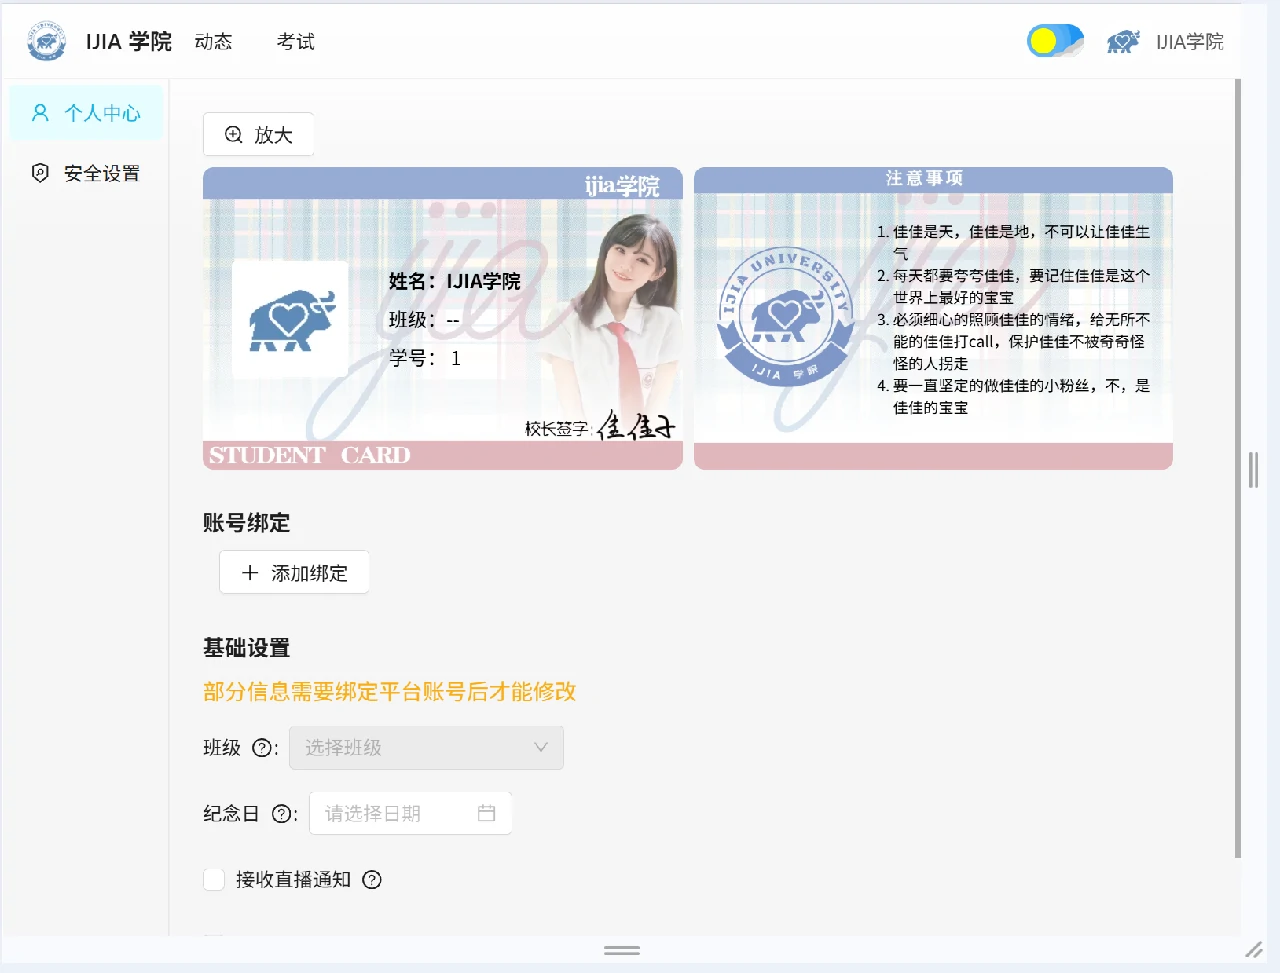 IJIA 学院
动态
考试
IJIA学院
个人中心
安全设置
放大
ijia学院
姓名：IJIA学院
班级：--
学号： 1
校长签字:佳佳子
STUDENT CARD
注意事项
IJIA UNIVERSITY
IJIA 学院
1. 佳佳是天，佳佳是地，不可以让佳佳生
气
2. 每天都要夸夸佳佳，要记住佳佳是这个
世界上最好的宝宝
3. 必须细心的照顾佳佳的情绪，给无所不
能的佳佳打call，保护佳佳不被奇奇怪
怪的人拐走
4. 要一直坚定的做佳佳的小粉丝，不，是
佳佳的宝宝
账号绑定
添加绑定
基础设置
部分信息需要绑定平台账号后才能修改
班级 ?:
选择班级
纪念日 ?:
请选择日期
接收直播通知 ?